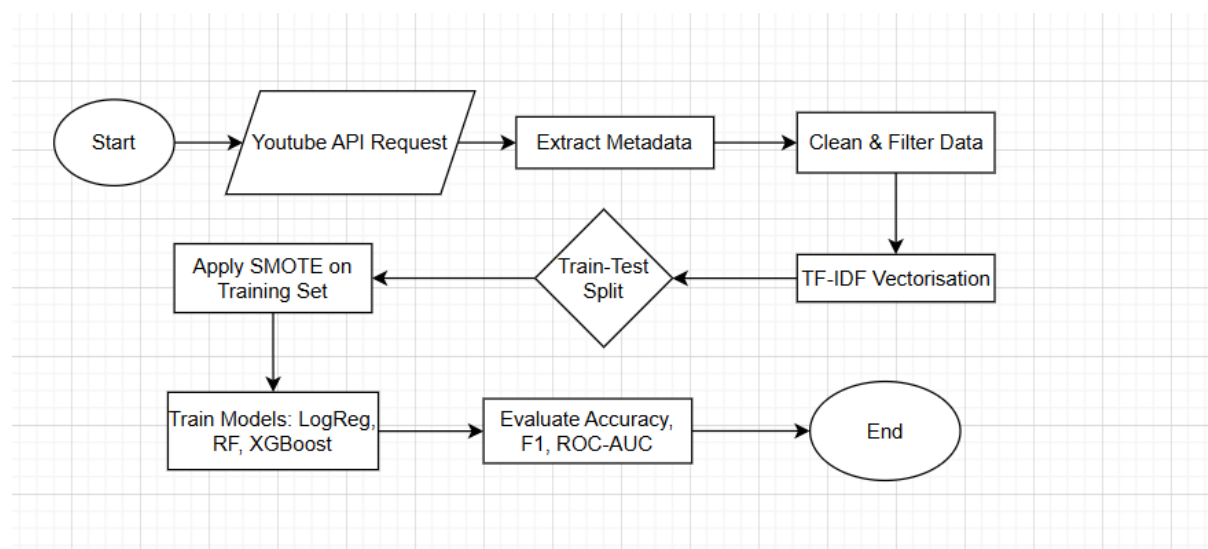 Start
Youtube API Request
Extract Metadata
Clean & Filter Data
TF-IDF Vectorisation
Train-Test
Split
Apply SMOTE on
Training Set
Train Models: LogReg,
RF, XGBoost
Evaluate Accuracy,
F1, ROC-AUC
End